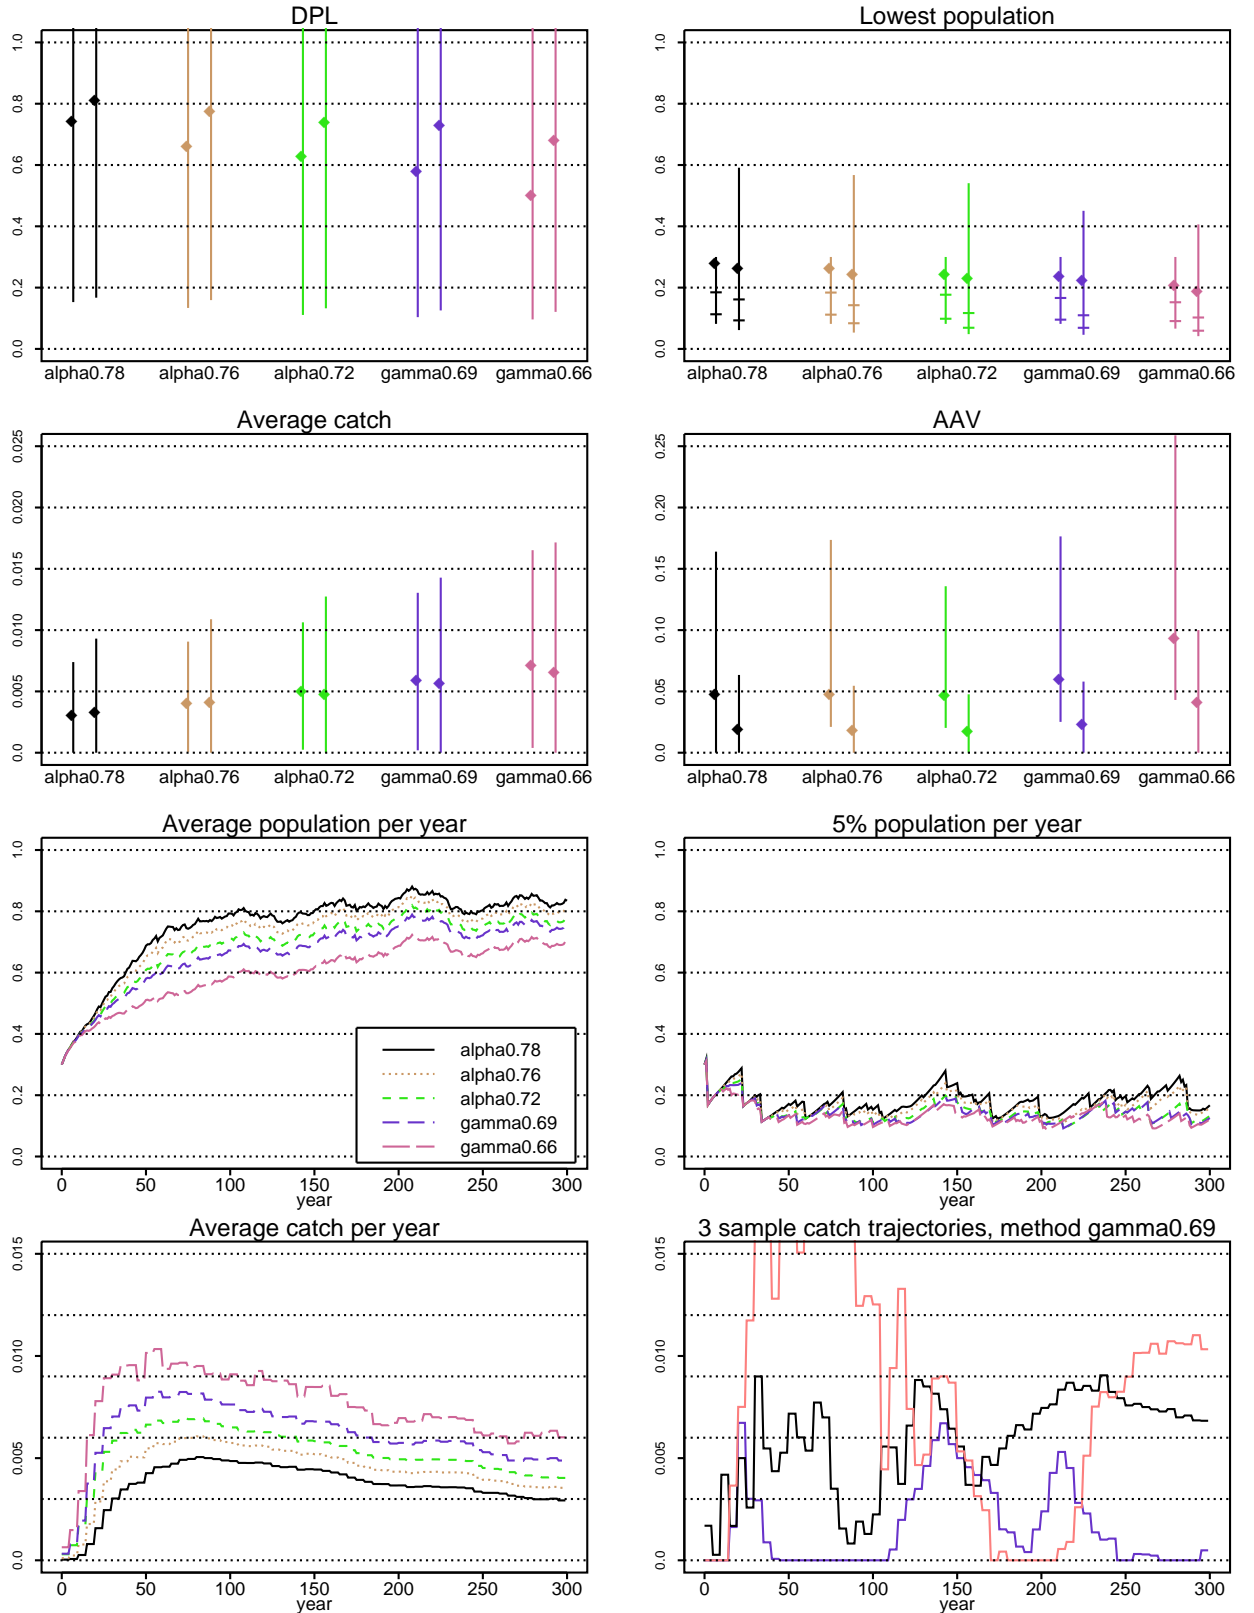 DPL
1.0
0.8
0.6
0.4
0.2
0.0
alpha0.78 alpha0.76 alpha0.72 gamma0.69 gamma0.66
Lowest population
1.0
0.8
0.6
0.4
0.2
0.0
alpha0.78 alpha0.76 alpha0.72 gamma0.69 gamma0.66
Average catch
0.025
0.020
0.015
0.010
0.005
0.0
alpha0.78 alpha0.76 alpha0.72 gamma0.69 gamma0.66
AAV
0.25
0.20
0.15
0.10
0.05
0.0
alpha0.78 alpha0.76 alpha0.72 gamma0.69 gamma0.66
Average population per year
1.0
0.8
0.6
0.4
0.2
0.0
alpha0.78
alpha0.76
alpha0.72
gamma0.69
gamma0.66
0 50 100 150 200 250 300
year
5% population per year
1.0
0.8
0.6
0.4
0.2
0.0
0 50 100 150 200 250 300
year
Average catch per year
0.015
0.010
0.005
0.0
0 50 100 150 200 250 300
year
3 sample catch trajectories, method gamma0.69
0.015
0.010
0.005
0.0
0 50 100 150 200 250 300
year